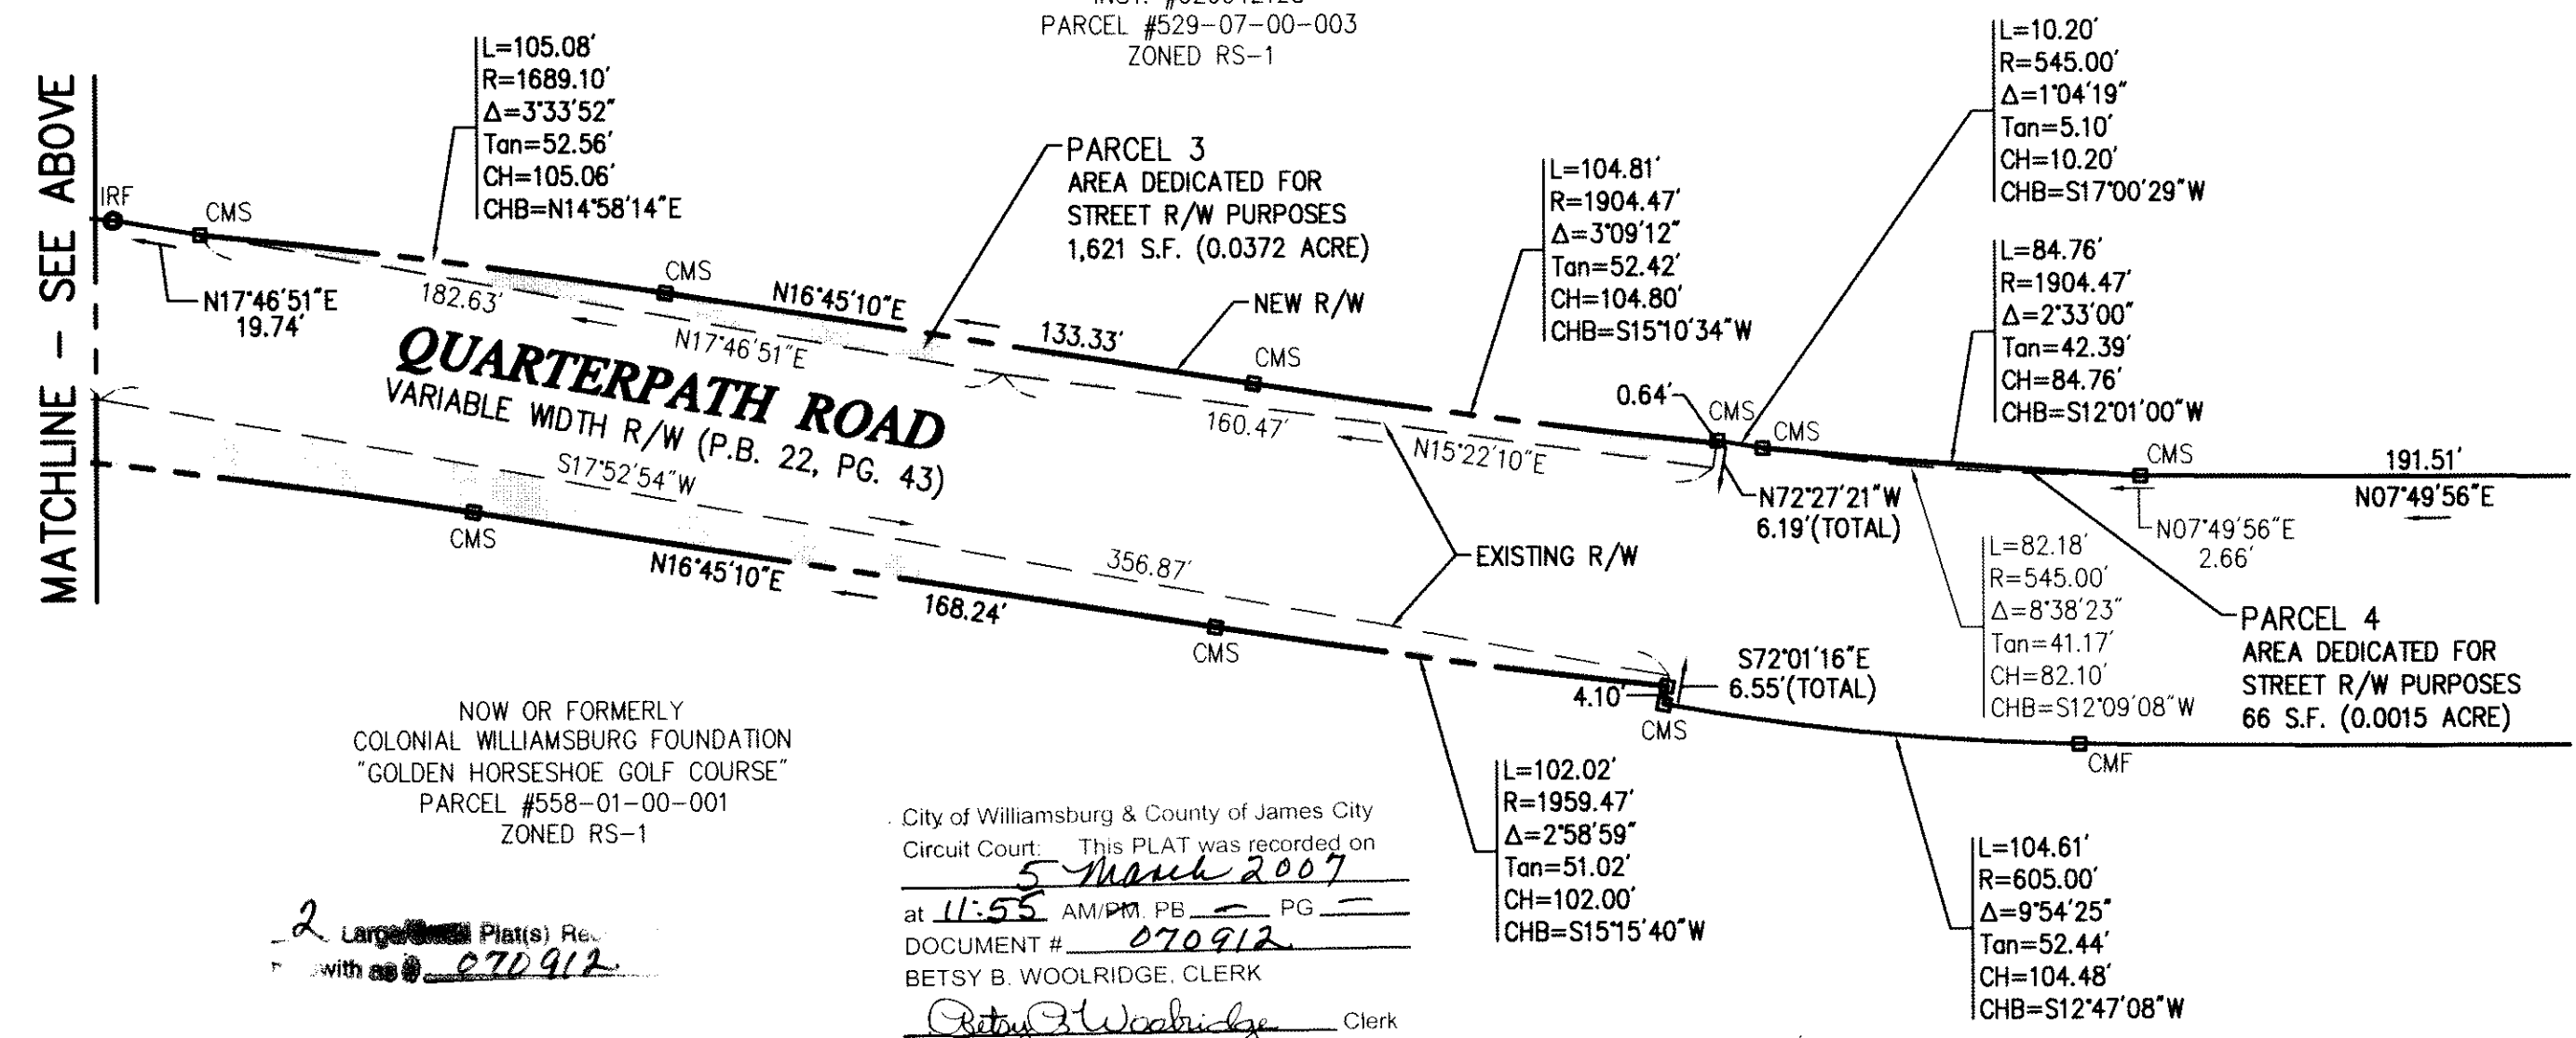 PARCEL #529-07-00-003
ZONED RS-1
MATCHLINE - SEE ABOVE
L=105.08'
R=1689.10'
Δ=3°33'52"
Tan=52.56'
CH=105.06'
CHB=N14°58'14"E
PARCEL 3
AREA DEDICATED FOR
STREET R/W PURPOSES
1,621 S.F. (0.0372 ACRE)
L=104.81'
R=1904.47'
Δ=3°09'12"
Tan=52.42'
CH=104.80'
CHB=S15°10'34"W
L=10.20'
R=545.00'
Δ=1°04'19"
Tan=5.10'
CH=10.20'
CHB=S17°00'29"W
L=84.76'
R=1904.47'
Δ=2°33'00"
Tan=42.39'
CH=84.76'
CHB=S12°01'00"W
IRF
CMS
N17°46'51"E
19.74'
182.63'
CMS
N16°45'10"E
N17°46'51"E
133.33'
NEW R/W
CMS
160.47'
N15°22'10"E
0.64'
CMS
CMS
N72°27'21"W
6.19'(TOTAL)
CMS
191.51'
N07°49'56"E
N07°49'56"E
2.66'
QUARTERPATH ROAD
VARIABLE WIDTH R/W (P.B. 22, PG. 43)
S17°52'54"W
CMS
N16°45'10"E
356.87'
168.24'
EXISTING R/W
CMS
S72°01'16"E
6.55'(TOTAL)
4.10'
CMS
L=82.18'
R=545.00'
Δ=8°38'23"
Tan=41.17'
CH=82.10'
CHB=S12°09'08"W
PARCEL 4
AREA DEDICATED FOR
STREET R/W PURPOSES
66 S.F. (0.0015 ACRE)
CMF
NOW OR FORMERLY
COLONIAL WILLIAMSBURG FOUNDATION
"GOLDEN HORSESHOE GOLF COURSE"
PARCEL #558-01-00-001
ZONED RS-1
L=102.02'
R=1959.47'
Δ=2°58'59"
Tan=51.02'
CH=102.00'
CHB=S15°15'40"W
L=104.61'
R=605.00'
Δ=9°54'25"
Tan=52.44'
CH=104.48'
CHB=S12°47'08"W
City of Williamsburg & County of James City
Circuit Court: This PLAT was recorded on
5 March 2007
at 11:55 AM/PM. PB — PG —
DOCUMENT # 070912
BETSY B. WOOLRIDGE, CLERK
Betsy B Woolridge Clerk
2 Large Plat(s) Rec
with as # 070912